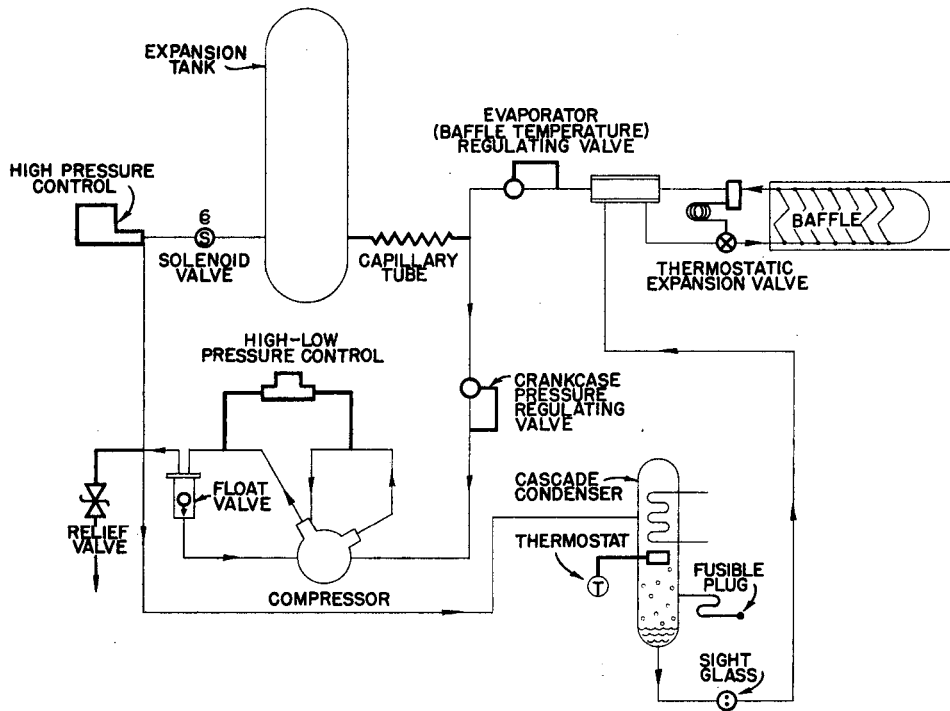 EXPANSION
TANK
EVAPORATOR
(BAFFLE TEMPERATURE)
REGULATING VALVE
HIGH PRESSURE
CONTROL
6
S
SOLENOID
VALVE
CAPILLARY
TUBE
BAFFLE
THERMOSTATIC
EXPANSION VALVE
HIGH-LOW
PRESSURE CONTROL
CRANKCASE
PRESSURE
REGULATING
VALVE
FLOAT
VALVE
RELIEF
VALVE
CASCADE
CONDENSER
THERMOSTAT
T
FUSIBLE
PLUG
COMPRESSOR
SIGHT
GLASS